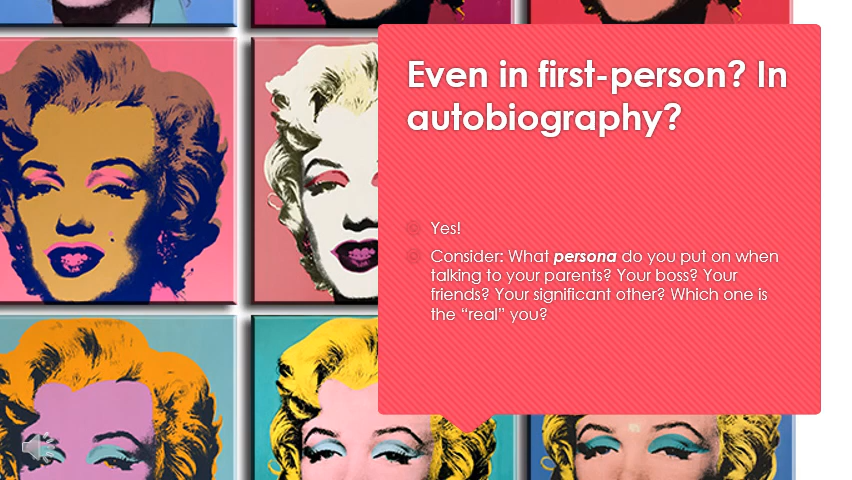 Even in first-person? In
autobiography?
Yes!
Consider: What persona do you put on when
talking to your parents? Your boss? Your
friends? Your significant other? Which one is
the “real” you?